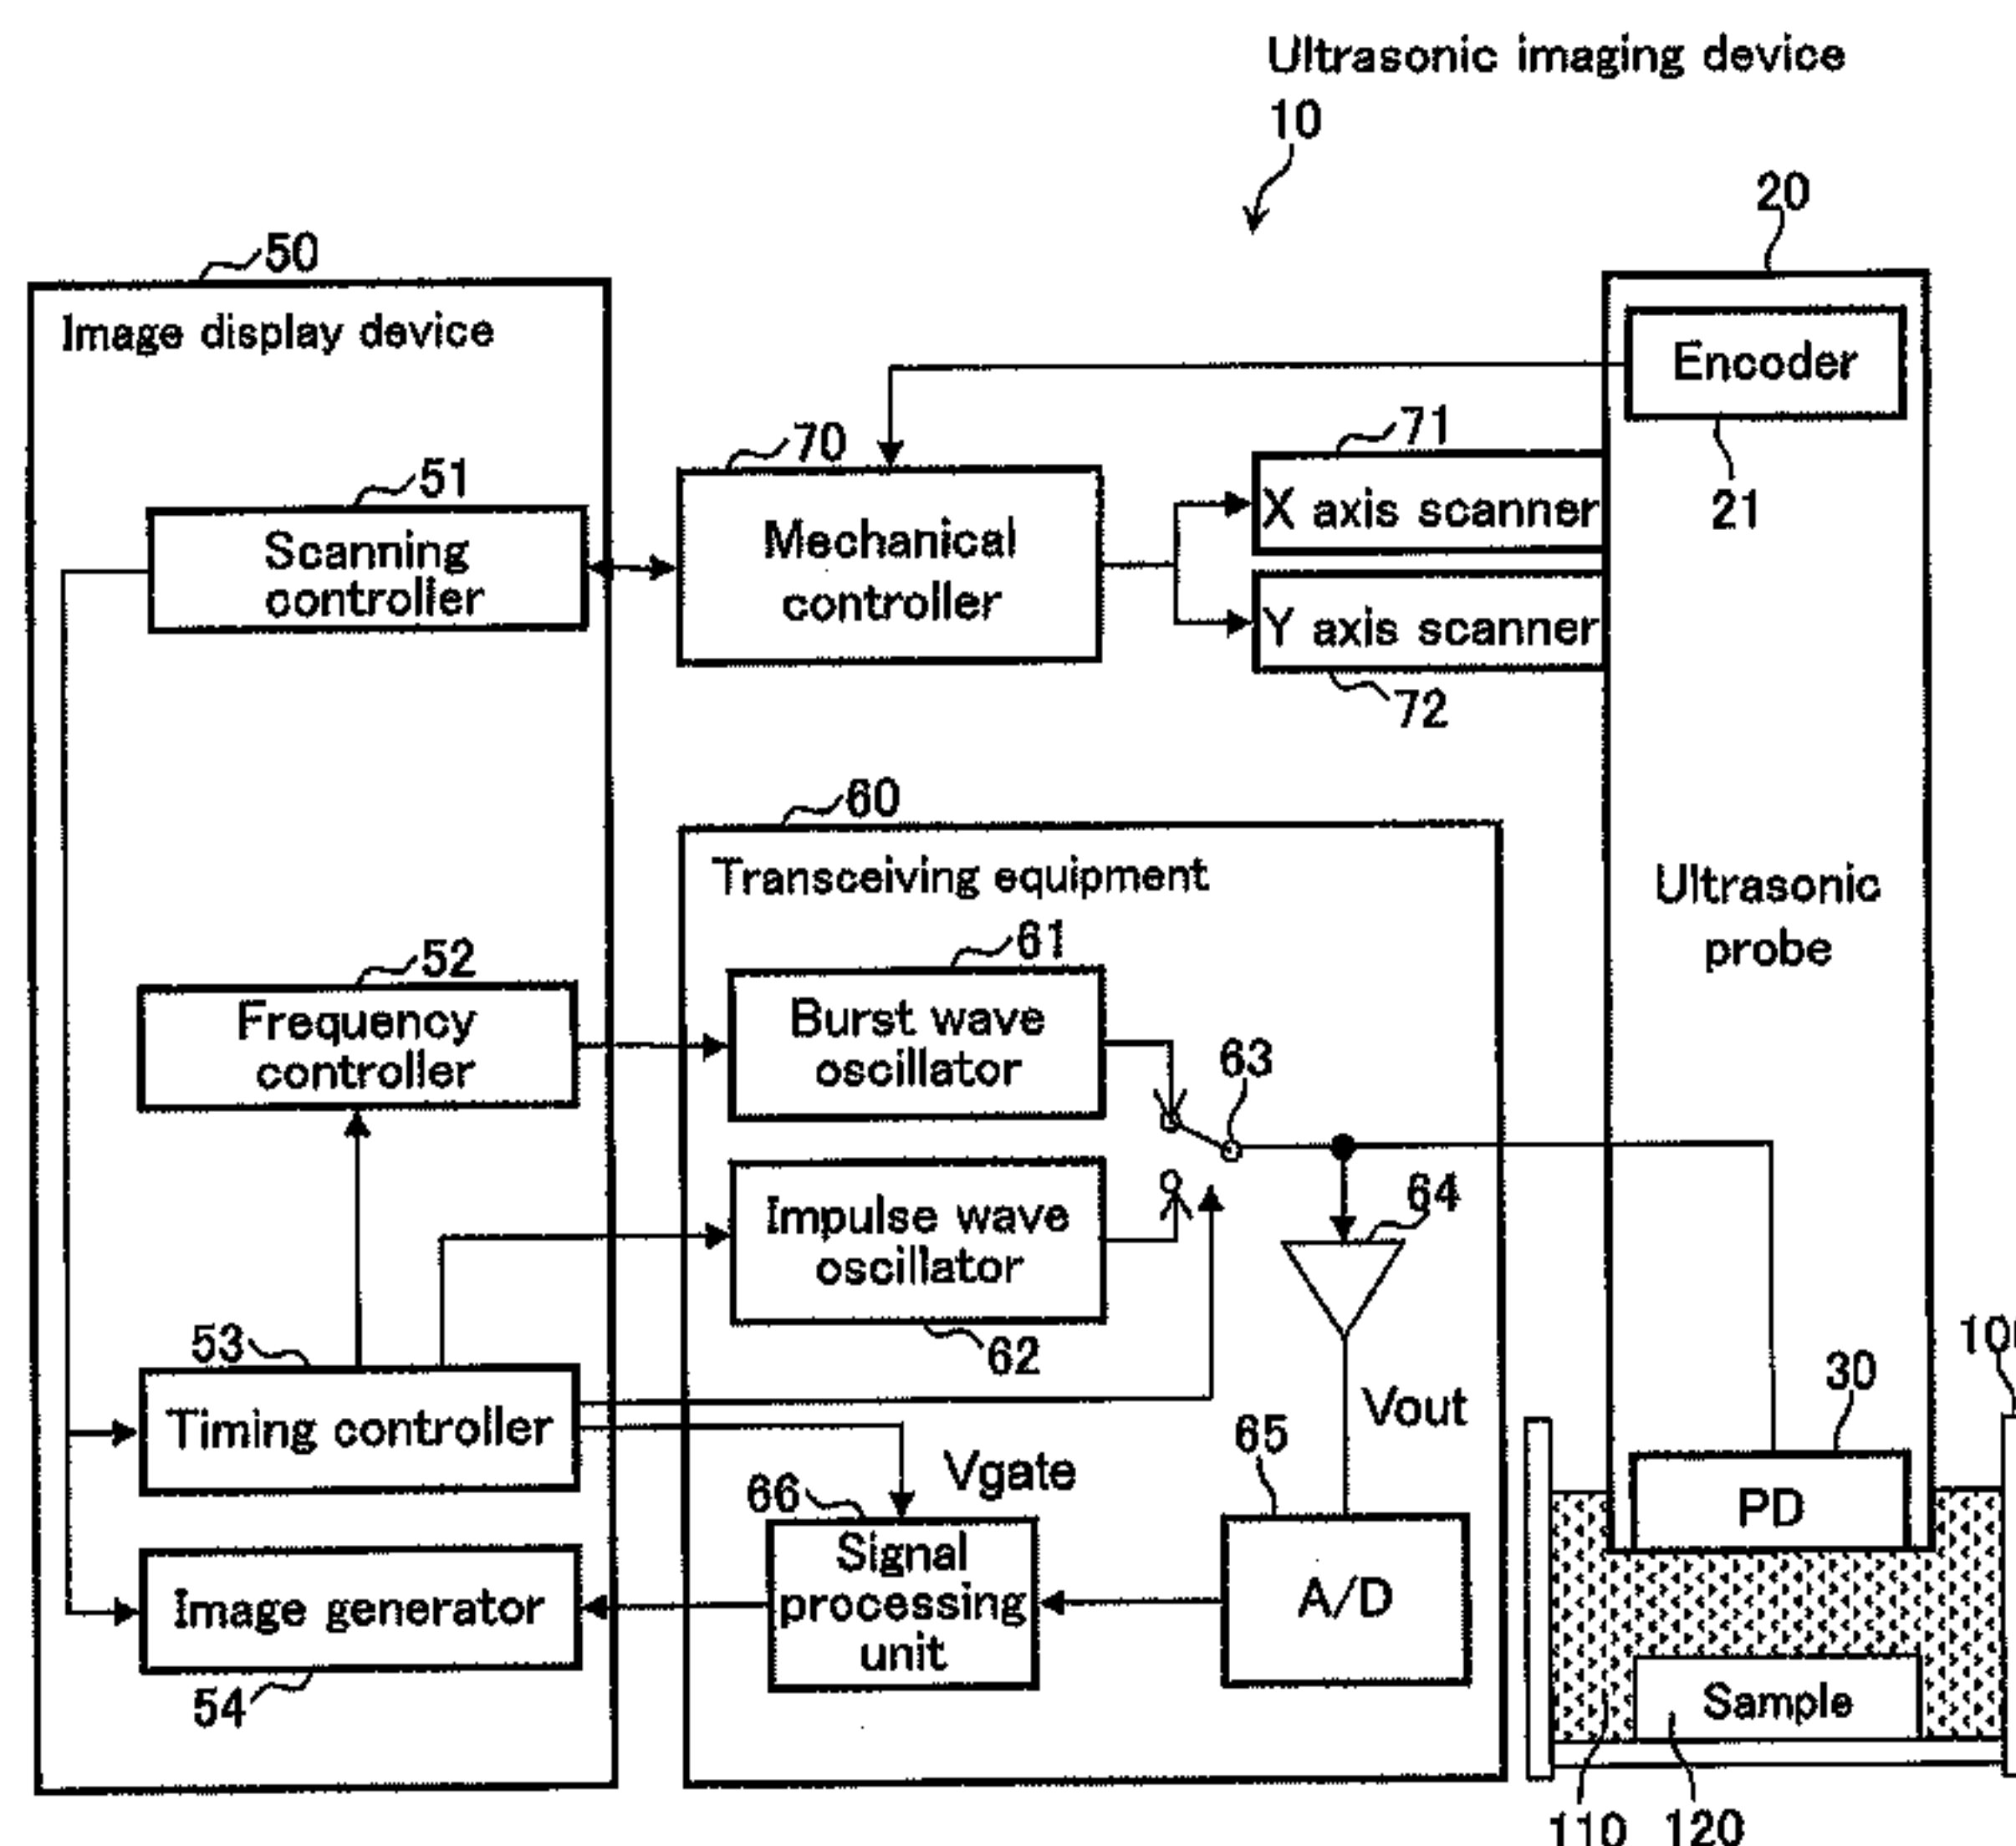 Ultrasonic imaging device
10
20
50
Image display device
Encoder
21
70
71
51
X axis scanner
Scanning
controller
Mechanical
controller
Y axis scanner
72
60
Transceiving equipment
Ultrasonic
probe
61
52
Burst wave
oscillator
Frequency
controller
63
64
Impulse wave
oscillator
62
53
30
Timing controller
Vout
65
Vgate
66
PD
Signal
processing
unit
A/D
Image generator
54
Sample
110
120